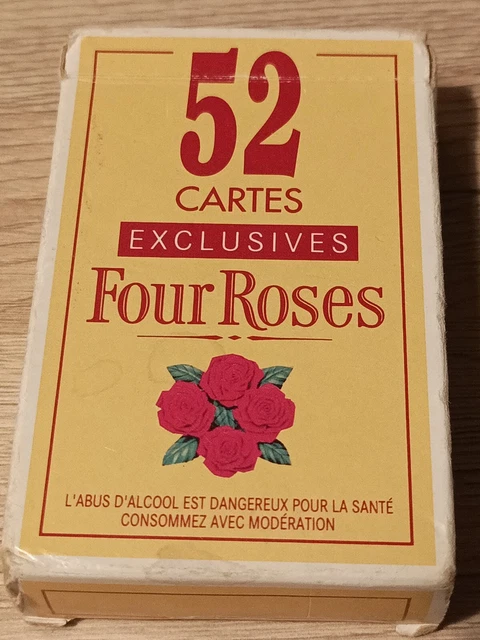 52
CARTES
EXCLUSIVES
Four Roses
L'ABUS D'ALCOOL EST DANGEREUX POUR LA SANTÉ
CONSOMMEZ AVEC MODÉRATION